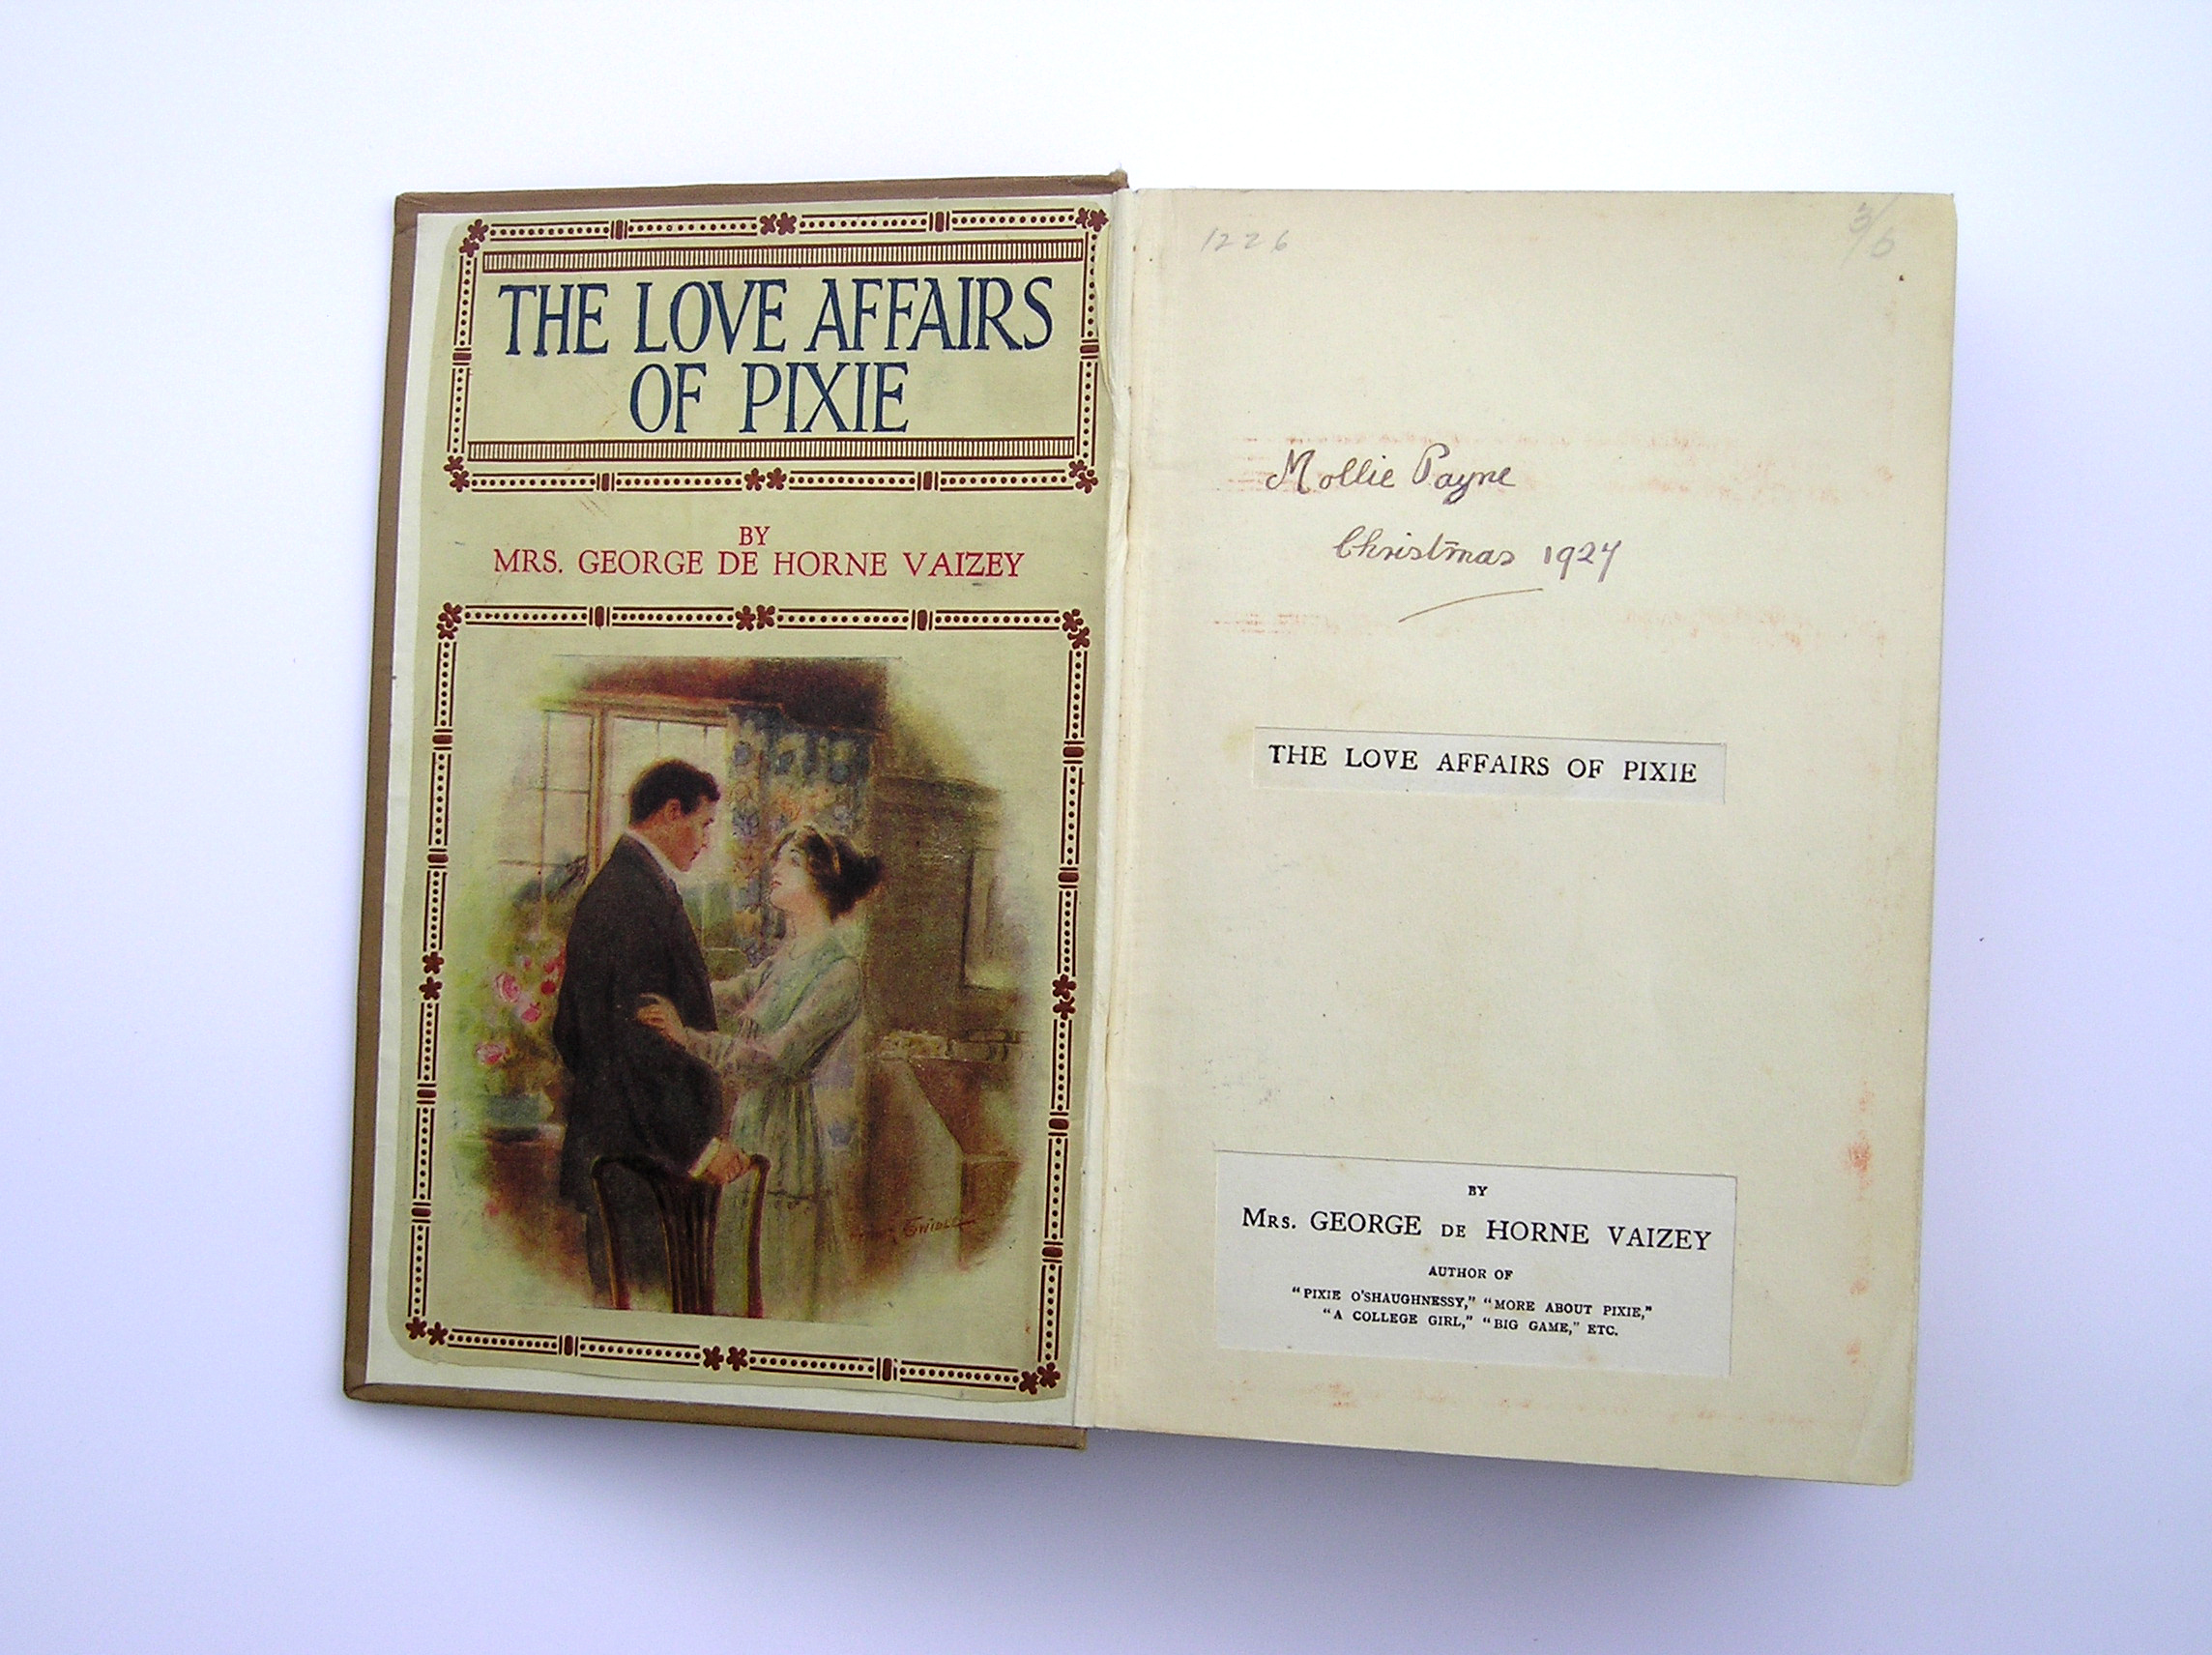 THE LOVE AFFAIRS
OF PIXIE
BY
MRS. GEORGE DE HORNE VAIZEY
1226
3/6
Mollie Payne
Christmas 1927
THE LOVE AFFAIRS OF PIXIE
BY
MRS. GEORGE DE HORNE VAIZEY
AUTHOR OF
"PIXIE O'SHAUGHNESSY," "MORE ABOUT PIXIE,"
"A COLLEGE GIRL," "BIG GAME," ETC.